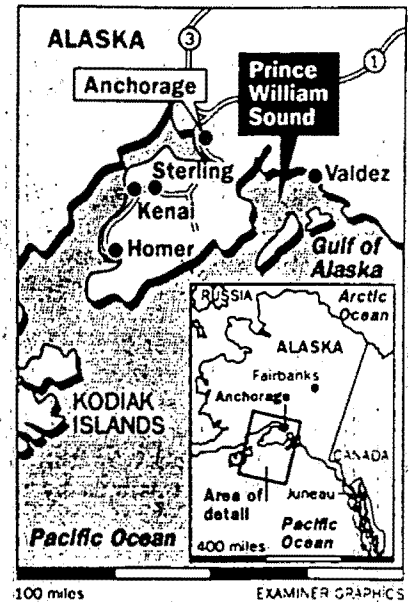 ALASKA
3
1
Anchorage
Prince
William
Sound
Sterling
Valdez
Kenai
Homer
Gulf of
Alaska
KODIAK
ISLANDS
Pacific Ocean
RUSSIA
Arctic
Ocean
ALASKA
Fairbanks
Anchorage
CANADA
Area of
detail
Juneau
Pacific
Ocean
400 miles
100 miles
EXAMINER GRAPHICS